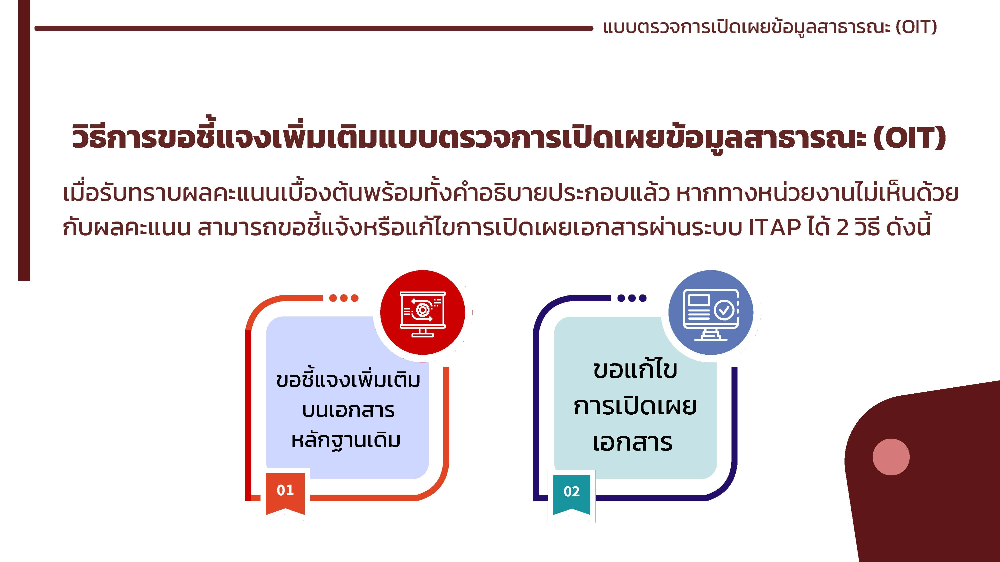 แบบตรวจการเปิดเผยข้อมูลสาธารณะ (OIT)
วิธีการขอชี้แจงเพิ่มเติมแบบตรวจการเปิดเผยข้อมูลสาธารณะ (OIT)
เมื่อรับทราบผลคะแนนเบื้องต้นพร้อมทั้งคำอธิบายประกอบแล้ว หากทางหน่วยงานไม่เห็นด้วย
กับผลคะแนน สามารถขอชี้แจ้งหรือแก้ไขการเปิดเผยเอกสารผ่านระบบ ITAP ได้ 2 วิธี ดังนี้
ขอชี้แจงเพิ่มเติม
บนเอกสาร
หลักฐานเดิม
01
ขอแก้ไข
การเปิดเผย
เอกสาร
02